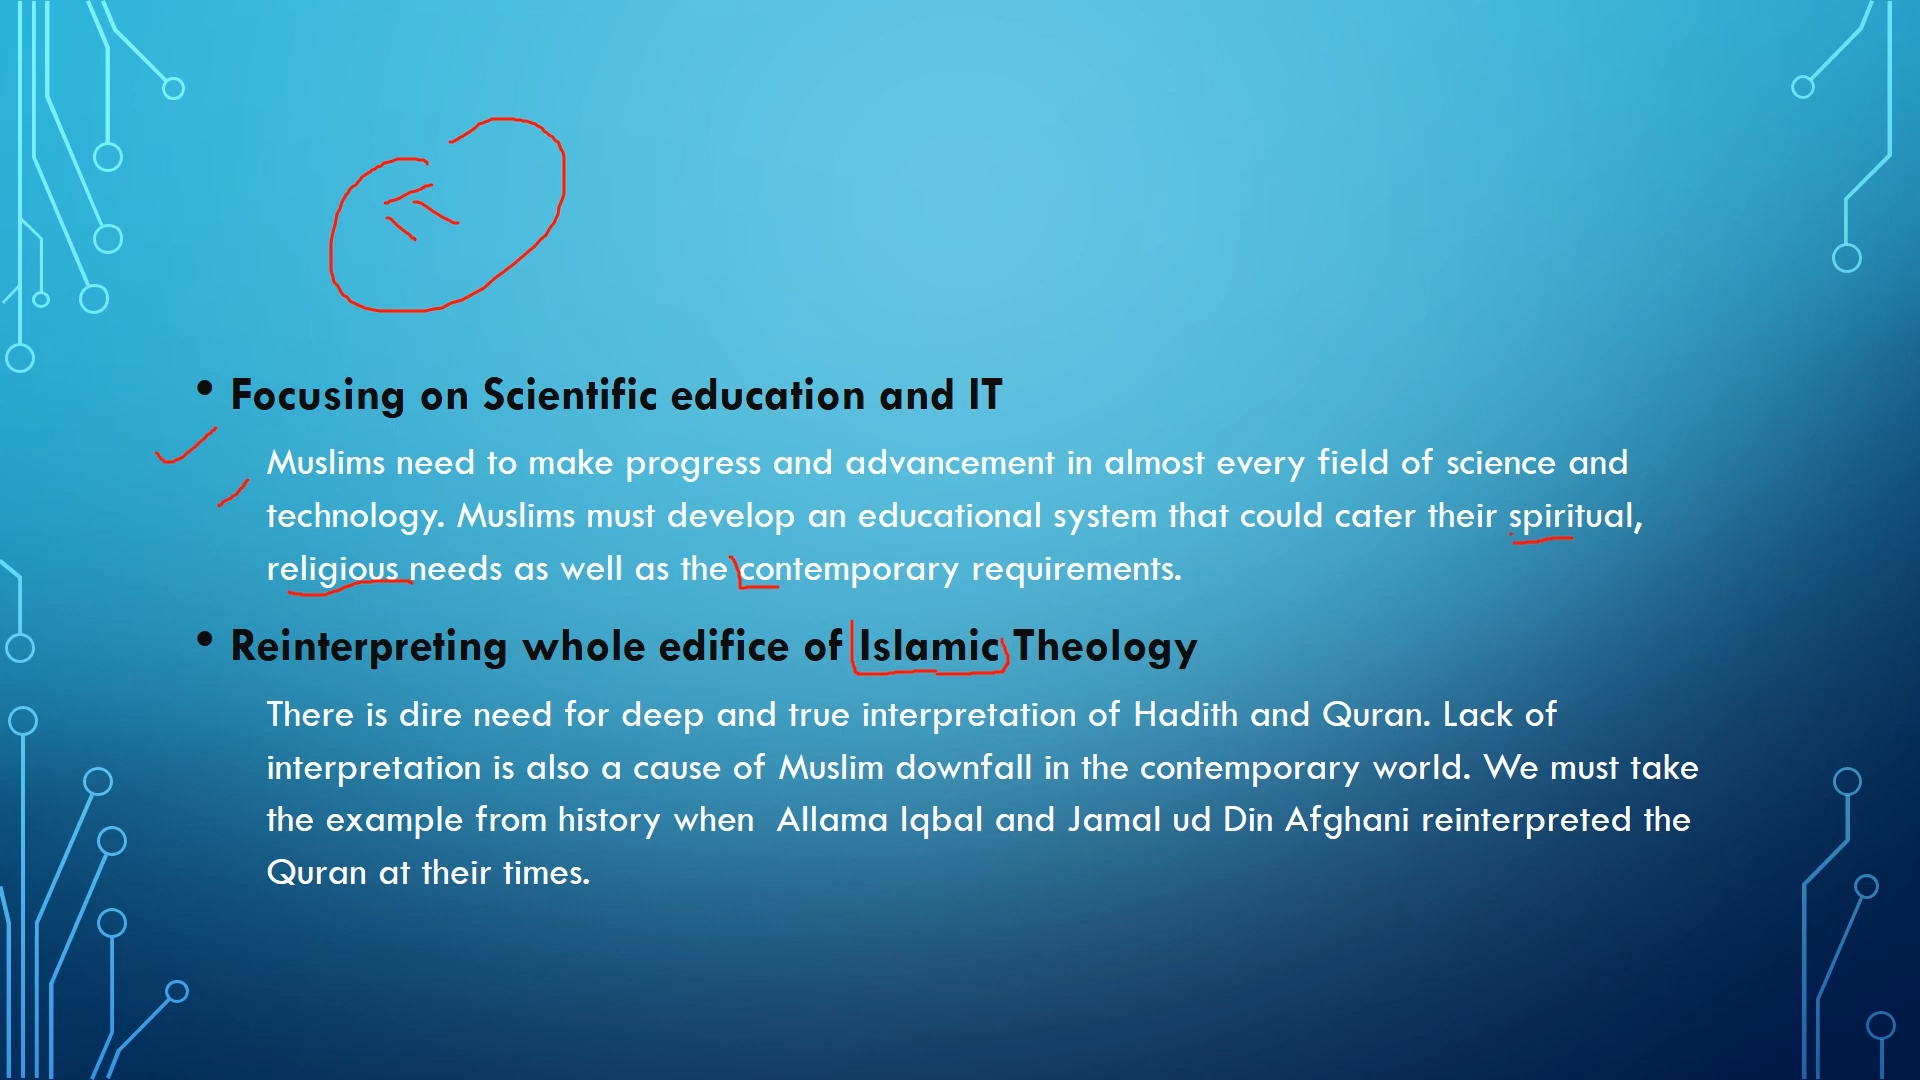 • Focusing on Scientific education and IT
Muslims need to make progress and advancement in almost every field of science and
technology. Muslims must develop an educational system that could cater their spiritual,
religious needs as well as the contemporary requirements.
• Reinterpreting whole edifice of Islamic Theology
There is dire need for deep and true interpretation of Hadith and Quran. Lack of
interpretation is also a cause of Muslim downfall in the contemporary world. We must take
the example from history when  Allama Iqbal and Jamal ud Din Afghani reinterpreted the
Quran at their times.